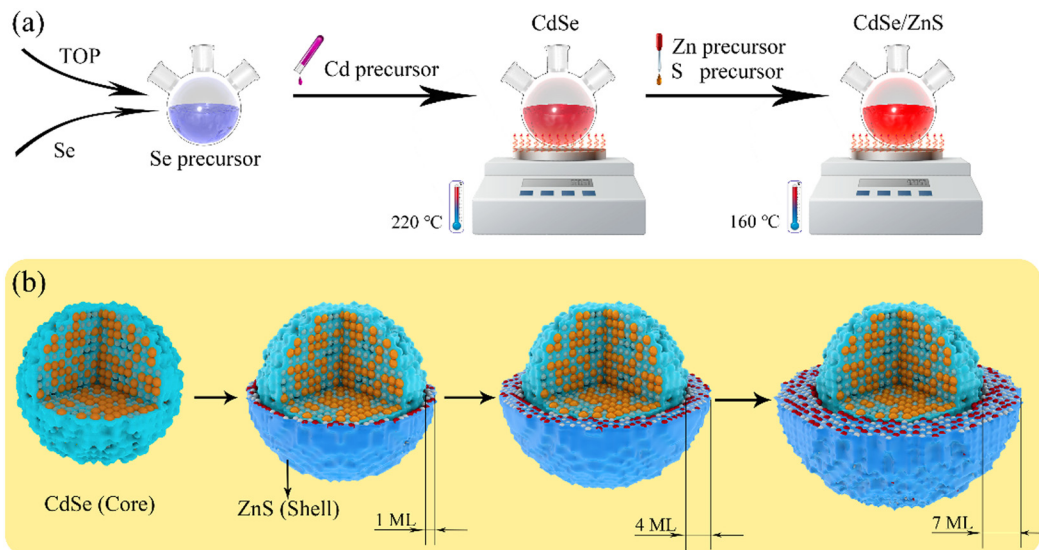 (a)
TOP
Se
Se precursor
Cd precursor
CdSe
220 °C
Zn precursor
S precursor
CdSe/ZnS
160 °C
(b)
CdSe (Core)
ZnS (Shell)
1 ML
4 ML
7 ML